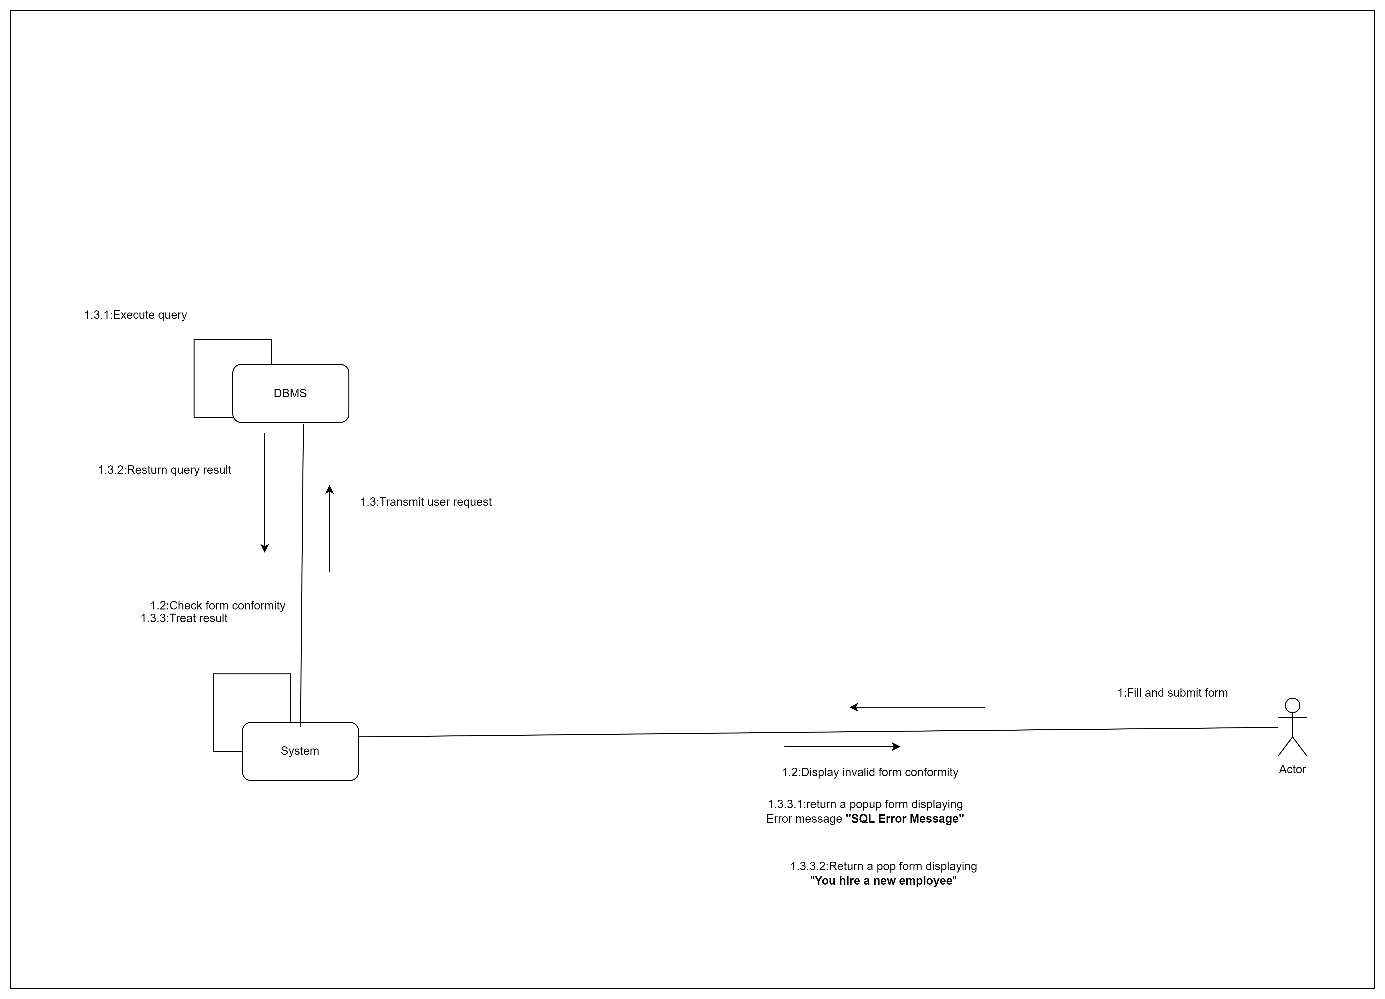 1.3.1:Execute query
DBMS
1.3.2:Resturn query result
1.3:Transmit user request
1.2:Check form conformity
1.3.3:Treat result
System
1:Fill and submit form
Actor
1.2:Display invalid form conformity
1.3.3.1:return a popup form displaying
Error message "SQL Error Message"
1.3.3.2:Return a pop form displaying
"You hire a new employee"